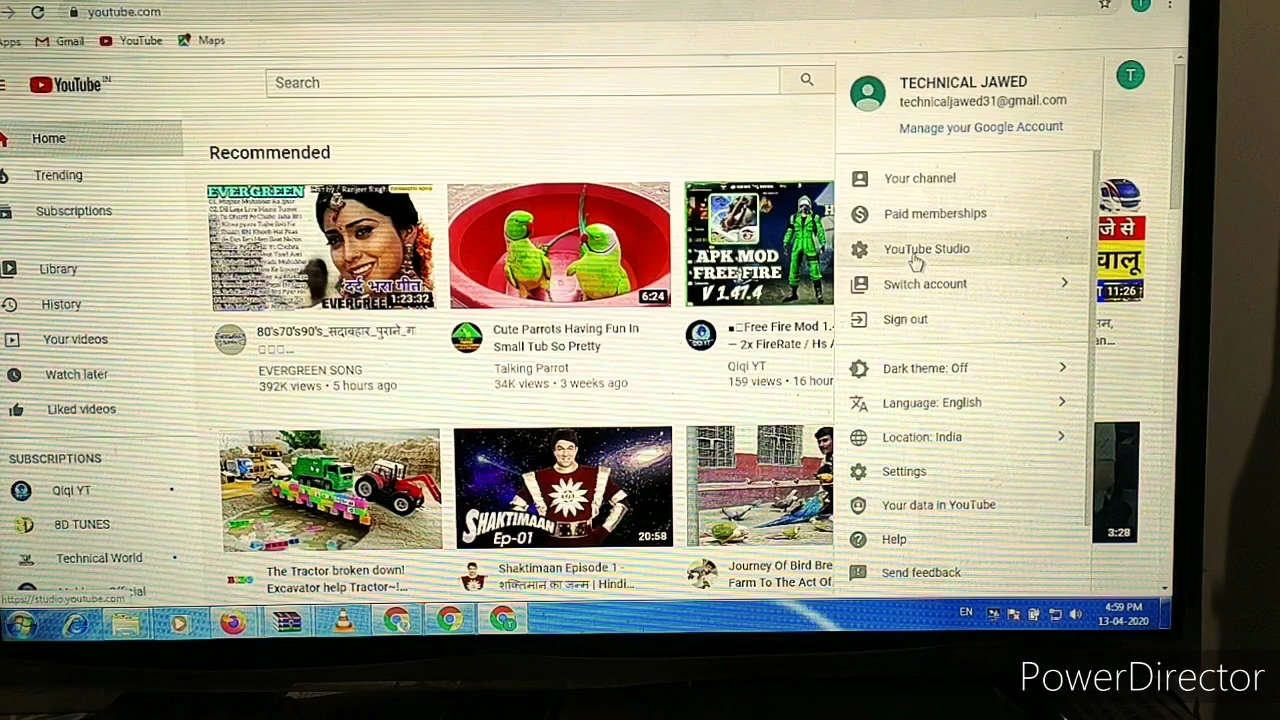 youtube.com
Apps Gmail YouTube Maps
YouTube IN
Search
TECHNICAL JAWED
technicaljawed31@gmail.com
Manage your Google Account
T
Home
Trending
Subscriptions
Library
History
Your videos
Watch later
Liked videos
SUBSCRIPTIONS
Qiqi YT
8D TUNES
Technical World
Recommended
EVERGREEN
दर्द भरा गीत
1:23:32
80's70's90's_सदाबहार_पुराने_ग
EVERGREEN SONG
392K views • 5 hours ago
6:24
Cute Parrots Having Fun In
Small Tub So Pretty
Talking Parrot
34K views • 3 weeks ago
APK MOD
FREE FIRE
V 1.47.4
Free Fire Mod 1.4
– 2x FireRate / Hs A
Qiqi YT
159 views • 16 hour
The Tractor broken down!
Excavator help Tractor~!...
SHAKTIMAAN
Ep-01
20:58
Shaktimaan Episode 1 -
शक्तिमान का जन्म | Hindi...
Journey Of Bird Bre
Farm To The Act Of
Your channel
Paid memberships
YouTube Studio
Switch account
Sign out
Dark theme: Off
Language: English
Location: India
Settings
Your data in YouTube
Help
Send feedback
जे से
चालू
11:26
3:28
https://studio.youtube.com
EN
4:59 PM
13-04-2020
PowerDirector